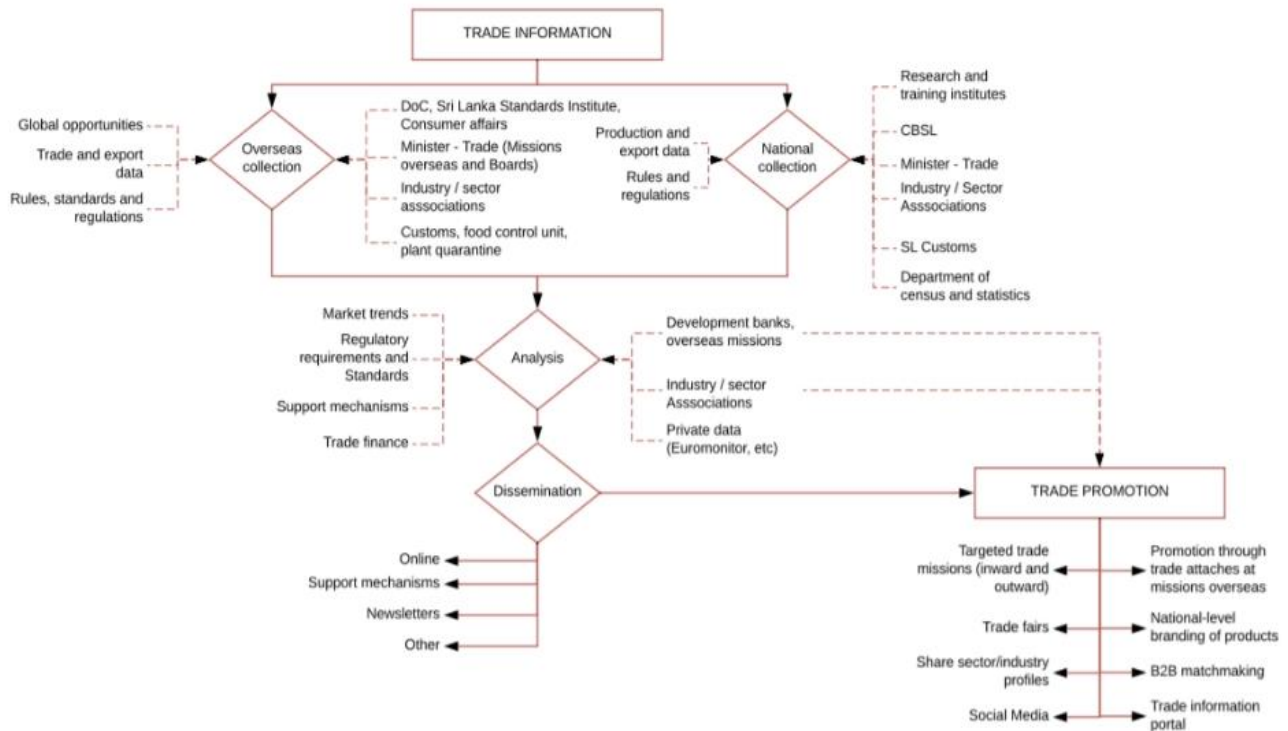 TRADE INFORMATION
Global opportunities
Trade and export
data
Rules, standards and
regulations
Overseas
collection
DoC, Sri Lanka Standards Institute,
Consumer affairs
Minister - Trade (Missions
overseas and Boards)
Industry / sector
asssociations
Customs, food control unit,
plant quarantine
Production and
export data
Rules and
regulations
National
collection
Research and
training institutes
CBSL
Minister - Trade
Industry / Sector
Asssociations
SL Customs
Department of
census and statistics
Market trends
Regulatory
requirements and
Standards
Support mechanisms
Trade finance
Analysis
Development banks,
overseas missions
Industry / sector
Asssociations
Private data
(Euromonitor, etc)
Dissemination
Online
Support mechanisms
Newsletters
Other
TRADE PROMOTION
Targeted trade
missions (inward and
outward)
Trade fairs
Share sector/industry
profiles
Social Media
Promotion through
trade attaches at
missions overseas
National-level
branding of products
B2B matchmaking
Trade information
portal